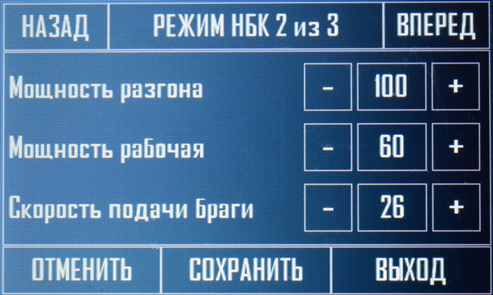 НАЗАД РЕЖИМ НБК 2 из 3 ВПЕРЕД
Мощность разгона - 100 +
Мощность рабочая - 60 +
Скорость подачи Браги - 26 +
ОТМЕНИТЬ СОХРАНИТЬ ВЫХОД